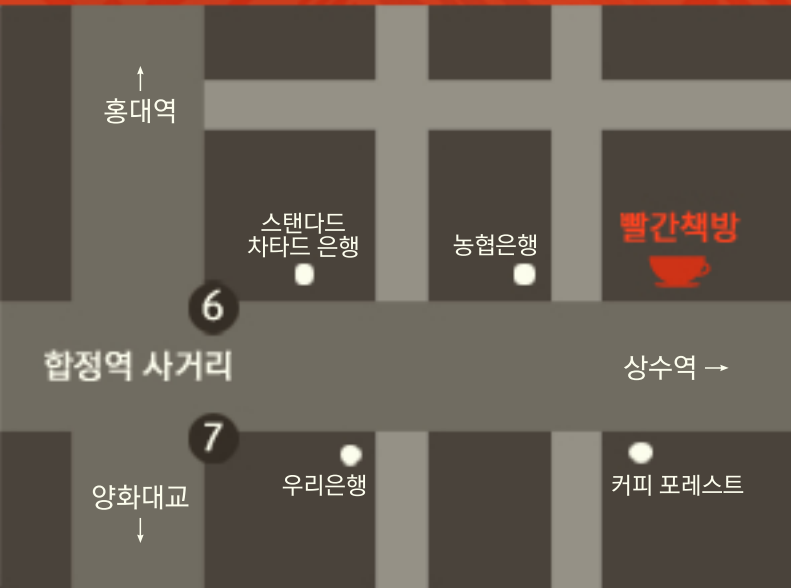 ↑
홍대역
스탠다드
차타드 은행
농협은행
빨간책방
6
합정역 사거리
상수역 →
7
우리은행
커피 포레스트
양화대교
↓